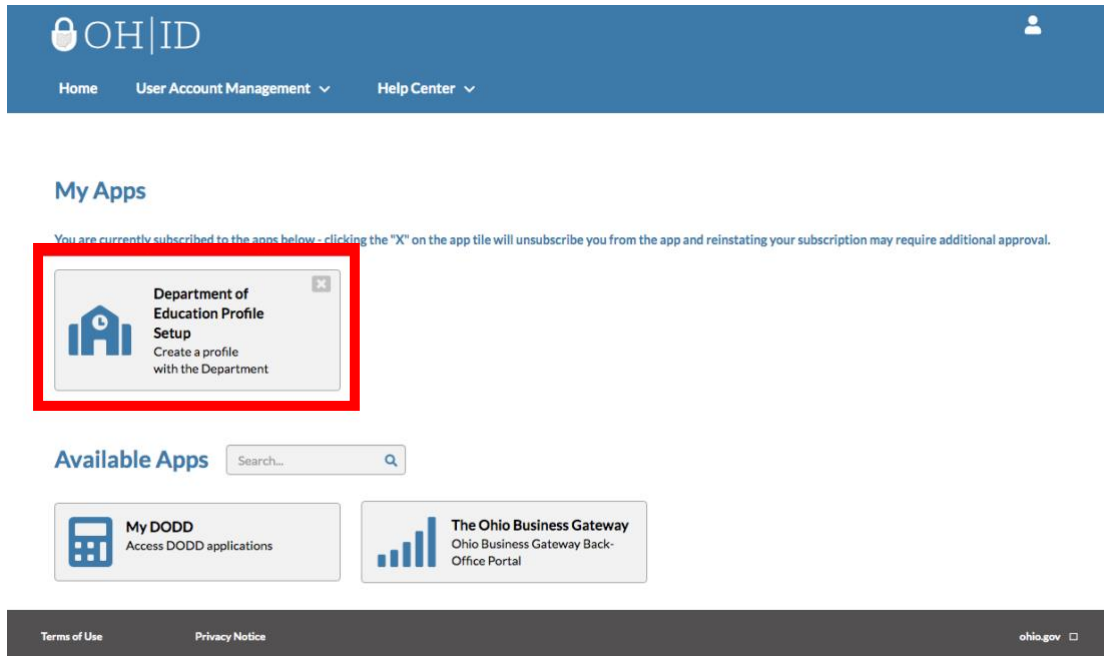 OH|ID
Home User Account Management Help Center
My Apps
You are currently subscribed to the apps below - clicking the "X" on the app tile will unsubscribe you from the app and reinstating your subscription may require additional approval.
Department of
Education Profile
Setup
Create a profile
with the Department
Available Apps Search...
My DODD
Access DODD applications
The Ohio Business Gateway
Ohio Business Gateway Back-
Office Portal
Terms of Use Privacy Notice ohio.gov